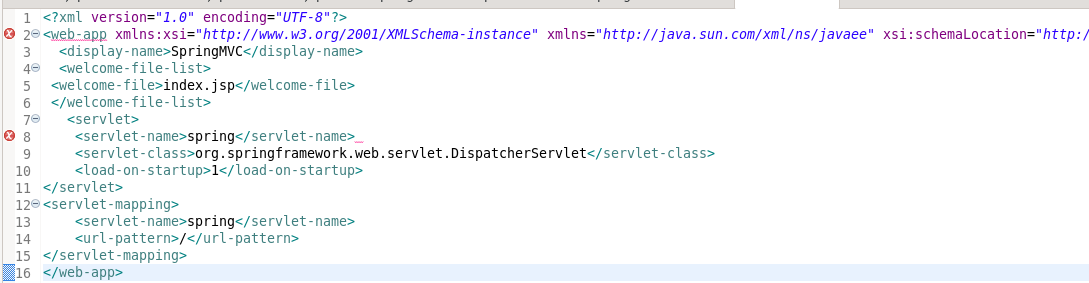 1 <?xml version="1.0" encoding="UTF-8"?>
2 <web-app xmlns:xsi="http://www.w3.org/2001/XMLSchema-instance" xmlns="http://java.sun.com/xml/ns/javaee" xsi:schemaLocation="http:/
3 <display-name>SpringMVC</display-name>
4 <welcome-file-list>
5 <welcome-file>index.jsp</welcome-file>
6 </welcome-file-list>
7 <servlet>
8 <servlet-name>spring</servlet-name>
9 <servlet-class>org.springframework.web.servlet.DispatcherServlet</servlet-class>
10 <load-on-startup>1</load-on-startup>
11 </servlet>
12 <servlet-mapping>
13 <servlet-name>spring</servlet-name>
14 <url-pattern>/</url-pattern>
15 </servlet-mapping>
16 </web-app>